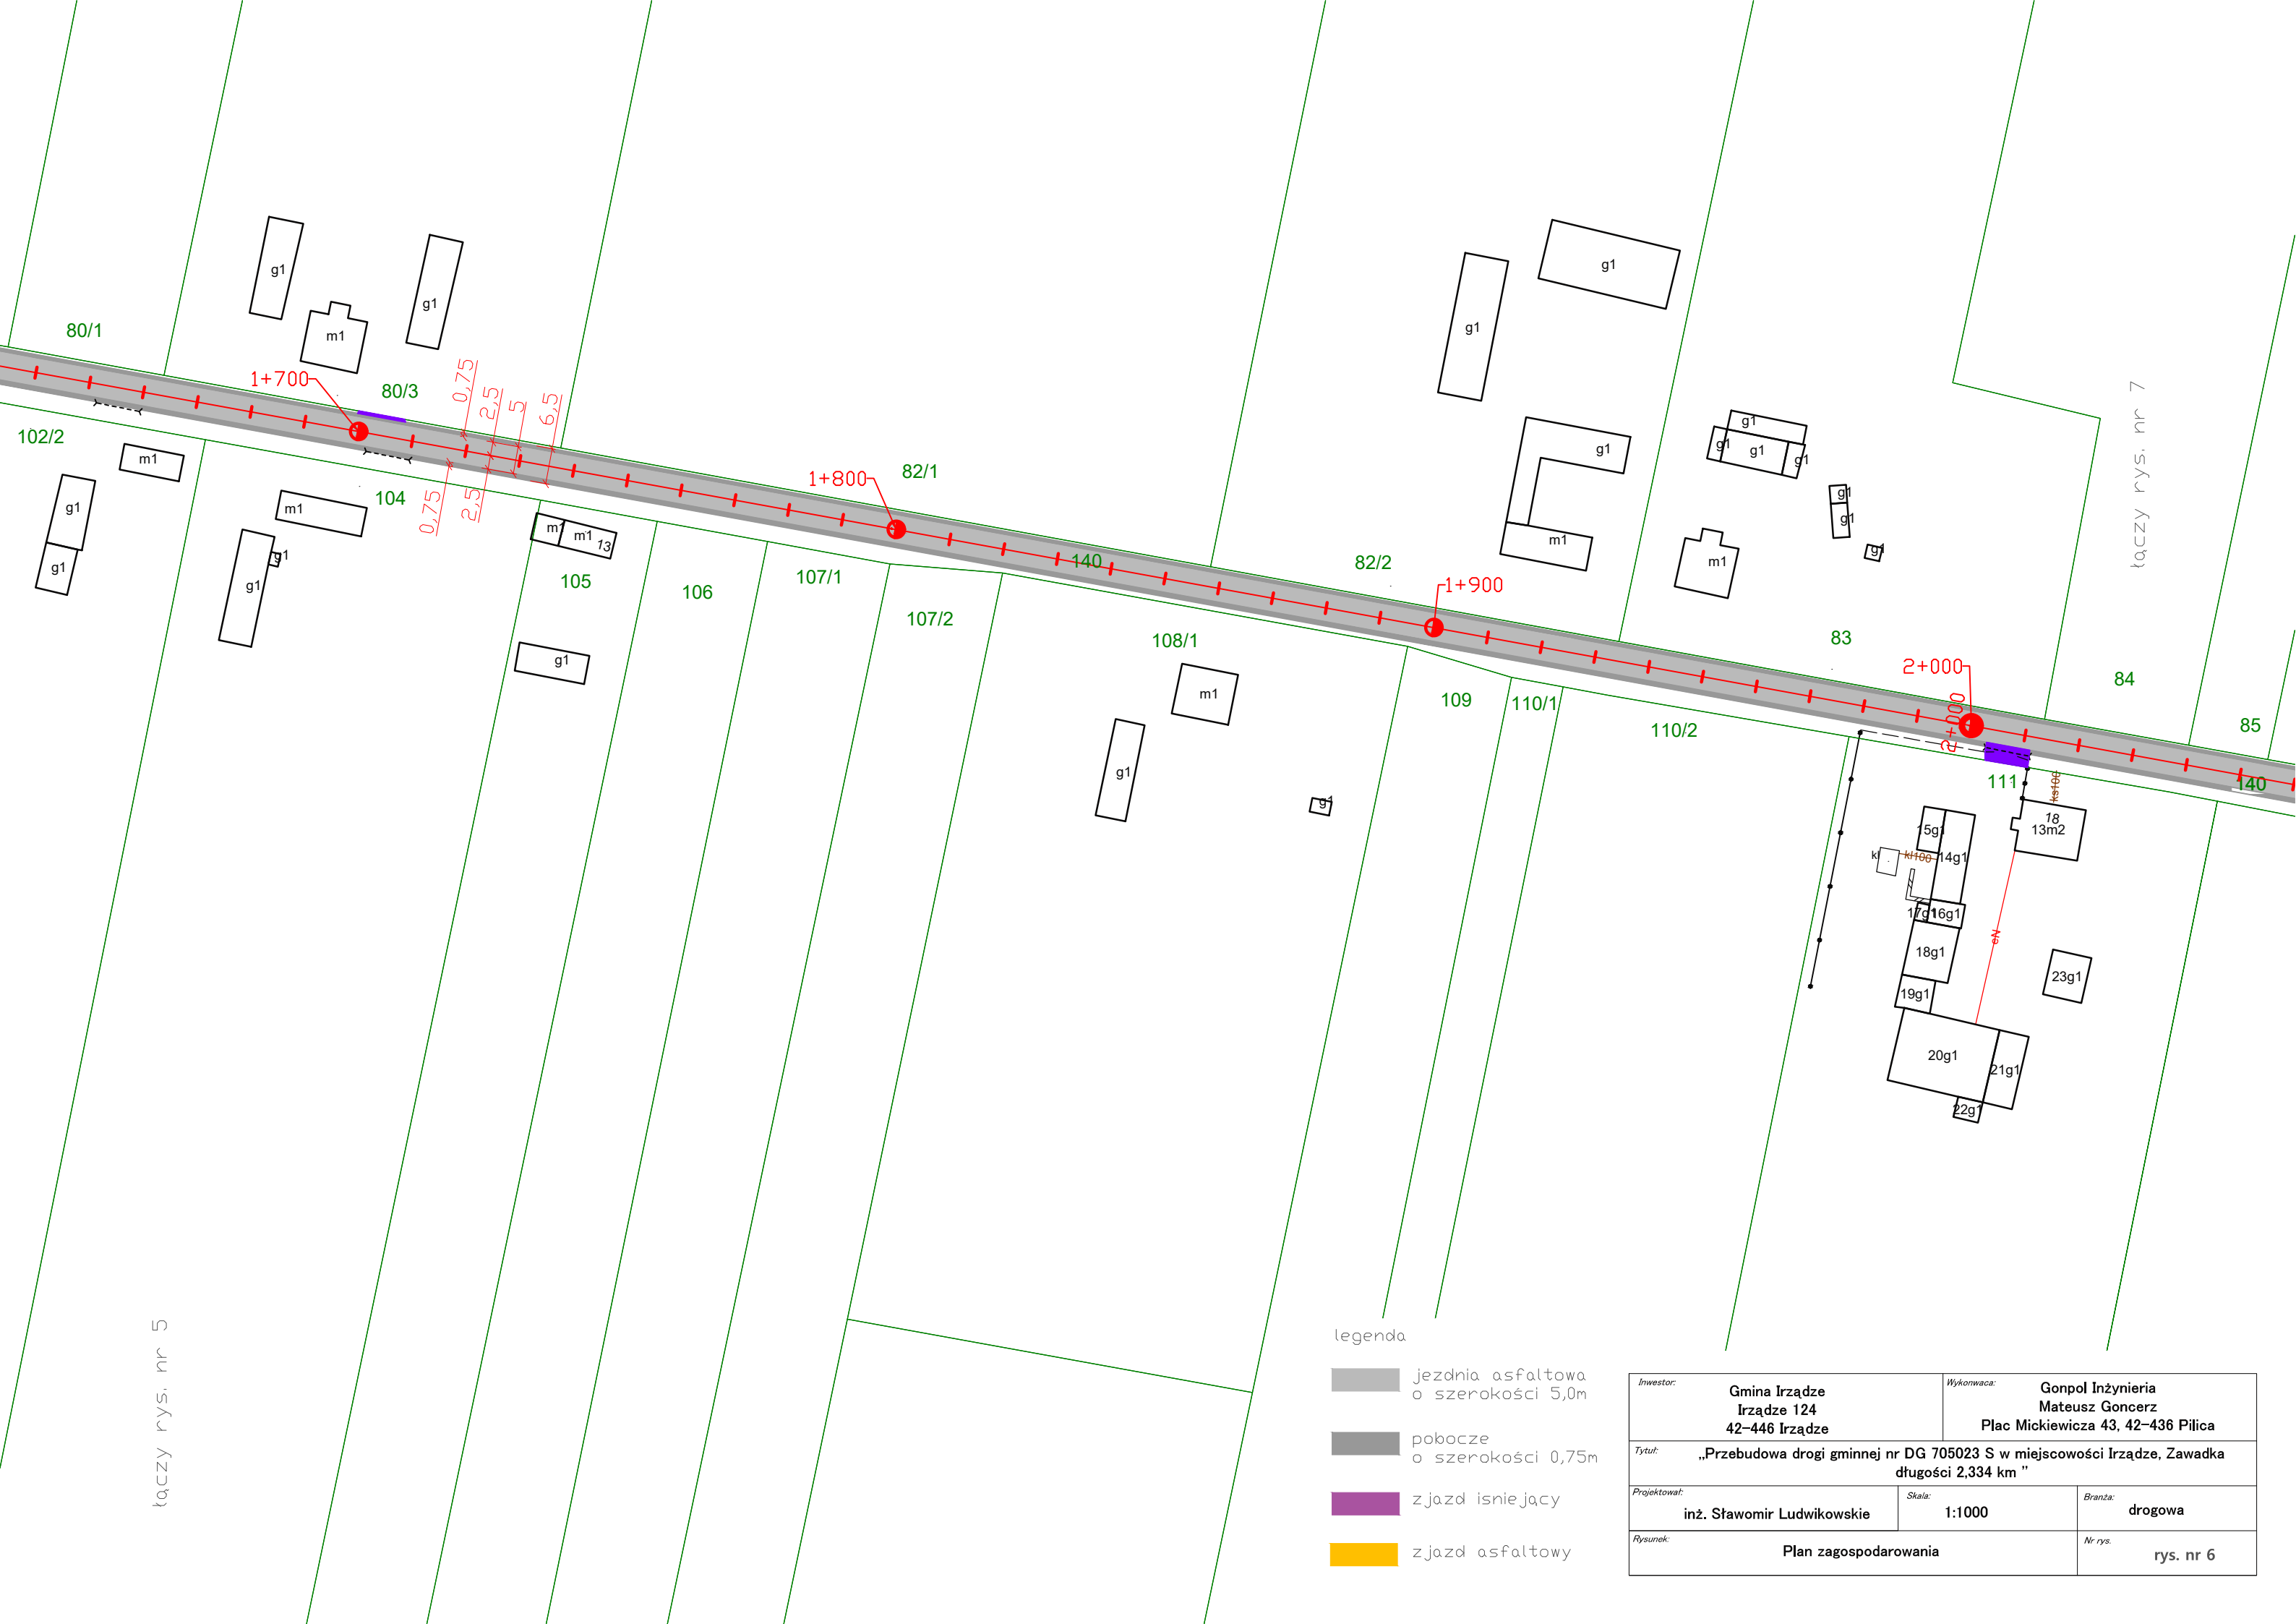 80/1
g1
m1
g1
1+700
80/3
0,75
2,5
5
6,5
102/2
m1
g1
g1
104
m1
g1
g1
0,75
2,5
m1
m1
13
g1
105
106
107/1
107/2
1+800
82/1
140
108/1
m1
g1
g1
g1
g1
g1
m1
82/2
1+900
109
110/1
110/2
g1
g1
g1
g1
g1
g1
g1
m1
83
2+000
2+000
84
85
140
111
ks100
18
13m2
15g1
14g1
kl100
17g1
16g1
18g1
19g1
eN
23g1
20g1
21g1
22g1
łączy rys. nr 7
łączy rys. nr 5
legenda
jezdnia asfaltowa
o szerokości 5,0m
pobocze
o szerokości 0,75m
zjazd isniejący
zjazd asfaltowy
Inwestor:
Gmina Irządze
Irządze 124
42-446 Irządze
Wykonwaca:
Gonpol Inżynieria
Mateusz Goncerz
Plac Mickiewicza 43, 42-436 Pilica
Tytuł:
„Przebudowa drogi gminnej nr DG 705023 S w miejscowości Irządze, Zawadka
długości 2,334 km ”
Projektował:
inż. Sławomir Ludwikowskie
Skala:
1:1000
Branża:
drogowa
Rysunek:
Plan zagospodarowania
Nr rys.
rys. nr 6